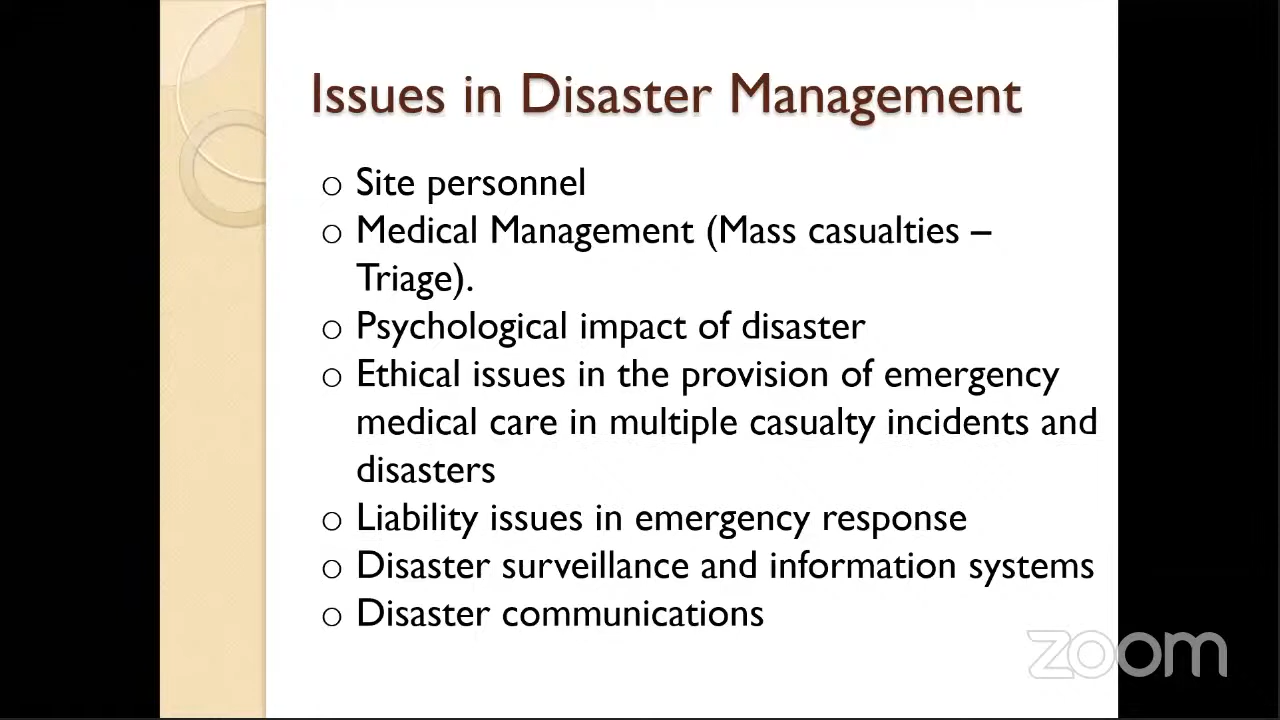 Issues in Disaster Management
o Site personnel
o Medical Management (Mass casualties –
Triage).
o Psychological impact of disaster
o Ethical issues in the provision of emergency
medical care in multiple casualty incidents and
disasters
o Liability issues in emergency response
o Disaster surveillance and information systems
o Disaster communications
zoom